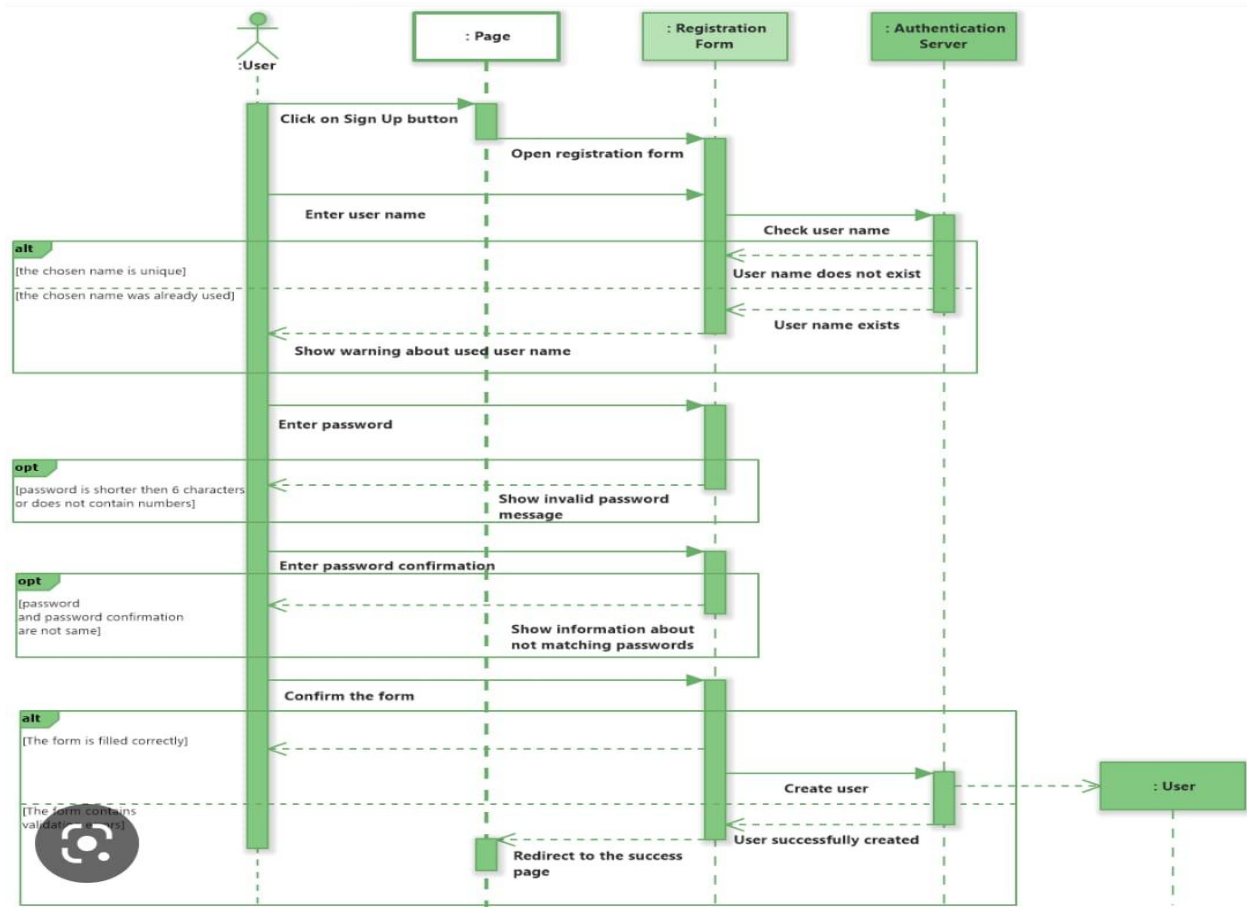 :User
: Page
: Registration
Form
: Authentication
Server
Click on Sign Up button
Open registration form
Enter user name
Check user name
alt
[the chosen name is unique]
User name does not exist
[the chosen name was already used]
User name exists
Show warning about used user name
Enter password
opt
[password is shorter then 6 characters
or does not contain numbers]
Show invalid password
message
Enter password confirmation
opt
[password
and password confirmation
are not same]
Show information about
not matching passwords
Confirm the form
alt
[The form is filled correctly]
Create user
: User
[The form contains
validation errors]
User successfully created
Redirect to the success
page